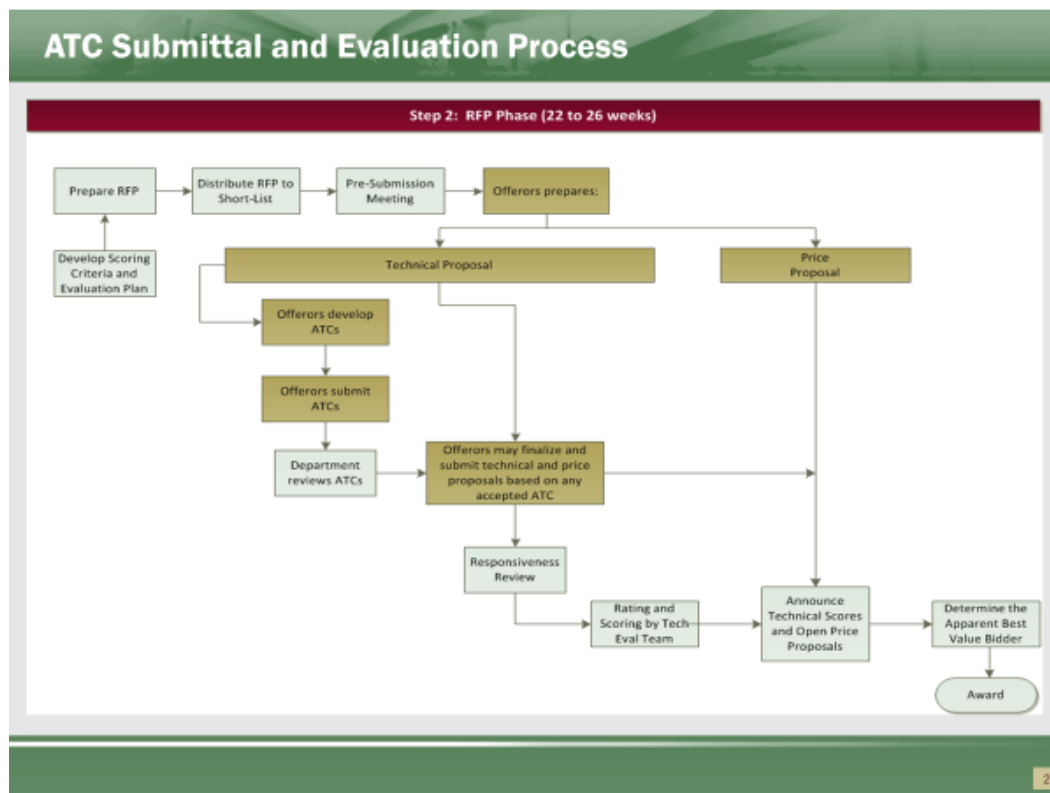 ATC Submittal and Evaluation Process
Step 2: RFP Phase (22 to 26 weeks)
Prepare RFP
Distribute RFP to
Short-List
Pre-Submission
Meeting
Offerors prepares:
Develop Scoring
Criteria and
Evaluation Plan
Technical Proposal
Price
Proposal
Offerors develop
ATCs
Offerors submit
ATCs
Department
reviews ATCs
Offerors may finalize and
submit technical and price
proposals based on any
accepted ATC
Responsiveness
Review
Rating and
Scoring by Tech
Eval Team
Announce
Technical Scores
and Open Price
Proposals
Determine the
Apparent Best
Value Bidder
Award
2